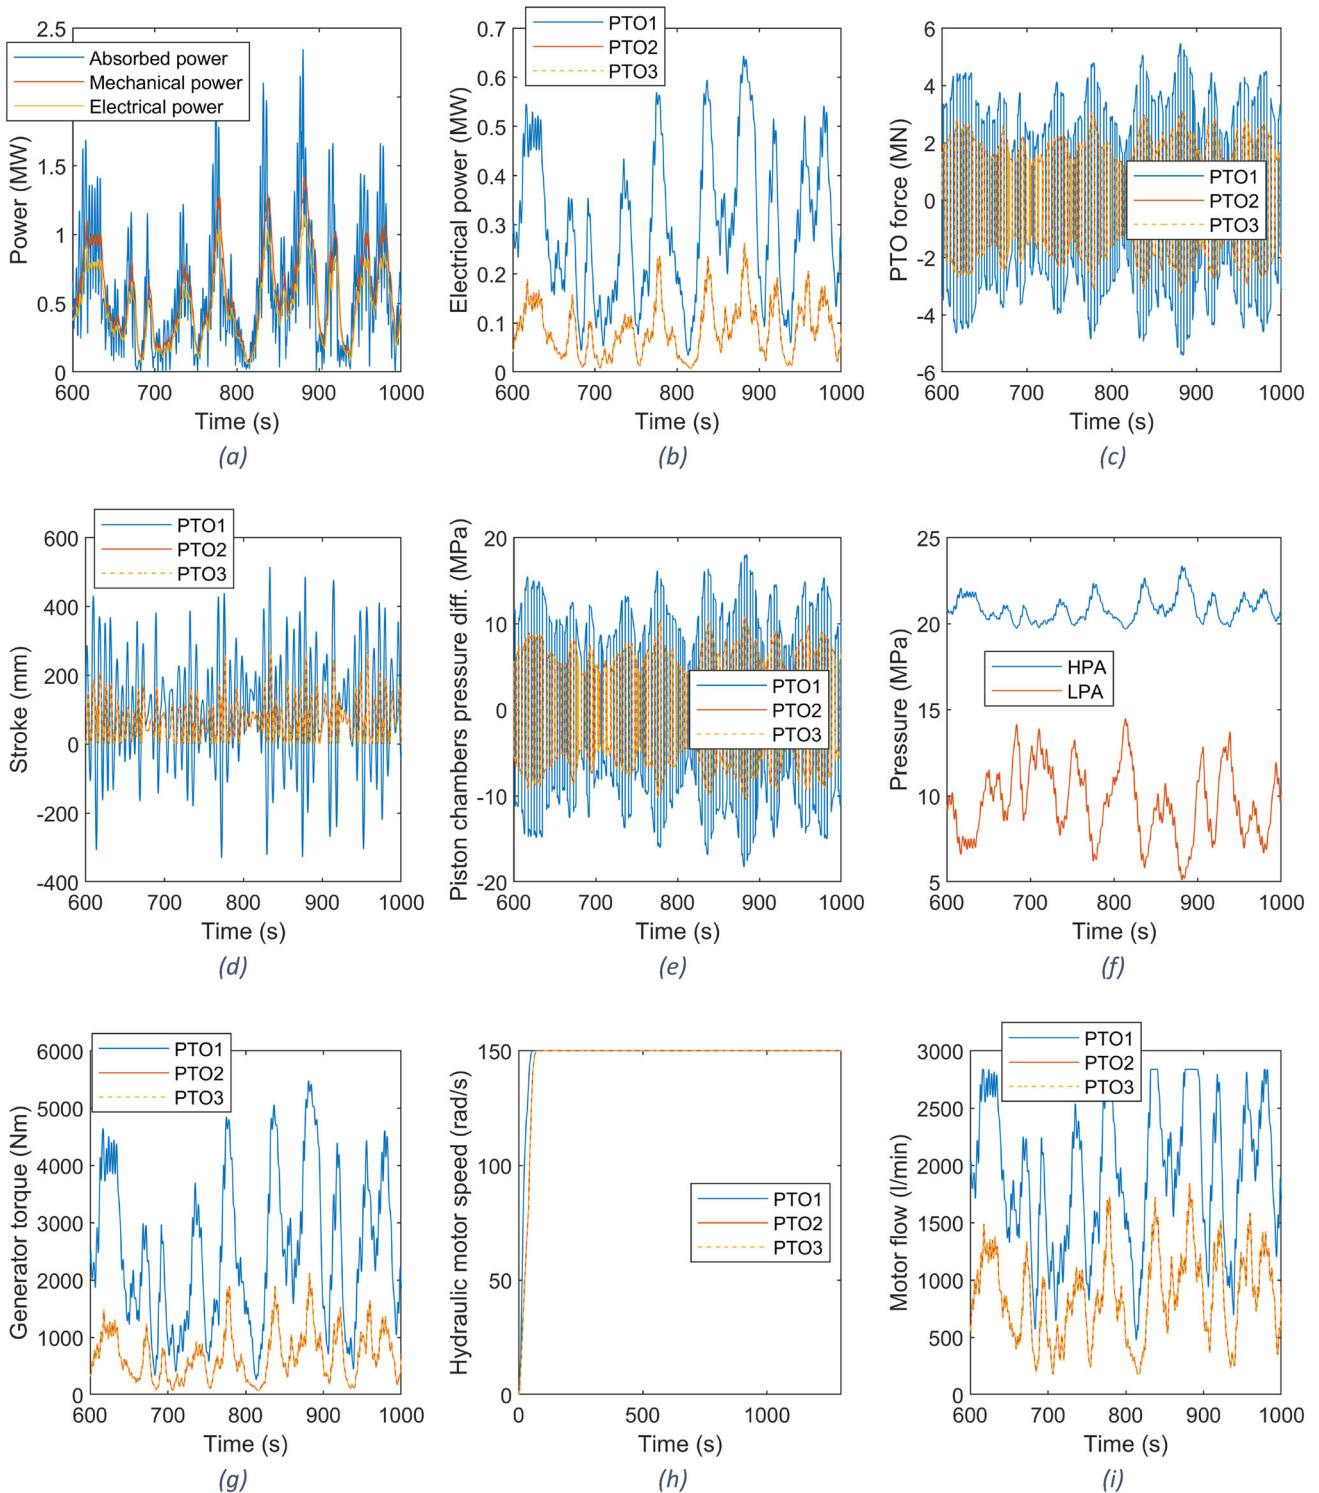 2.5
Absorbed power
Mechanical power
Electrical power
1.5
1
0.5
0
Power (MW)
600 700 800 900 1000
Time (s)
(a)
0.7
0.6
0.5
0.4
0.3
0.2
0.1
0
PTO1
PTO2
PTO3
Electrical power (MW)
600 700 800 900 1000
Time (s)
(b)
6
4
2
0
-2
-4
-6
PTO1
PTO2
PTO3
PTO force (MN)
600 700 800 900 1000
Time (s)
(c)
600
400
200
0
-200
-400
PTO1
PTO2
PTO3
Stroke (mm)
600 700 800 900 1000
Time (s)
(d)
20
10
0
-10
-20
PTO1
PTO2
PTO3
Piston chambers pressure diff. (MPa)
600 700 800 900 1000
Time (s)
(e)
25
20
15
10
5
HPA
LPA
Pressure (MPa)
600 700 800 900 1000
Time (s)
(f)
6000
5000
4000
3000
2000
1000
0
PTO1
PTO2
PTO3
Generator torque (Nm)
600 700 800 900 1000
Time (s)
(g)
150
100
50
0
PTO1
PTO2
PTO3
Hydraulic motor speed (rad/s)
0 500 1000
Time (s)
(h)
3000
2500
2000
1500
1000
500
0
PTO1
PTO2
PTO3
Motor flow (l/min)
600 700 800 900 1000
Time (s)
(i)